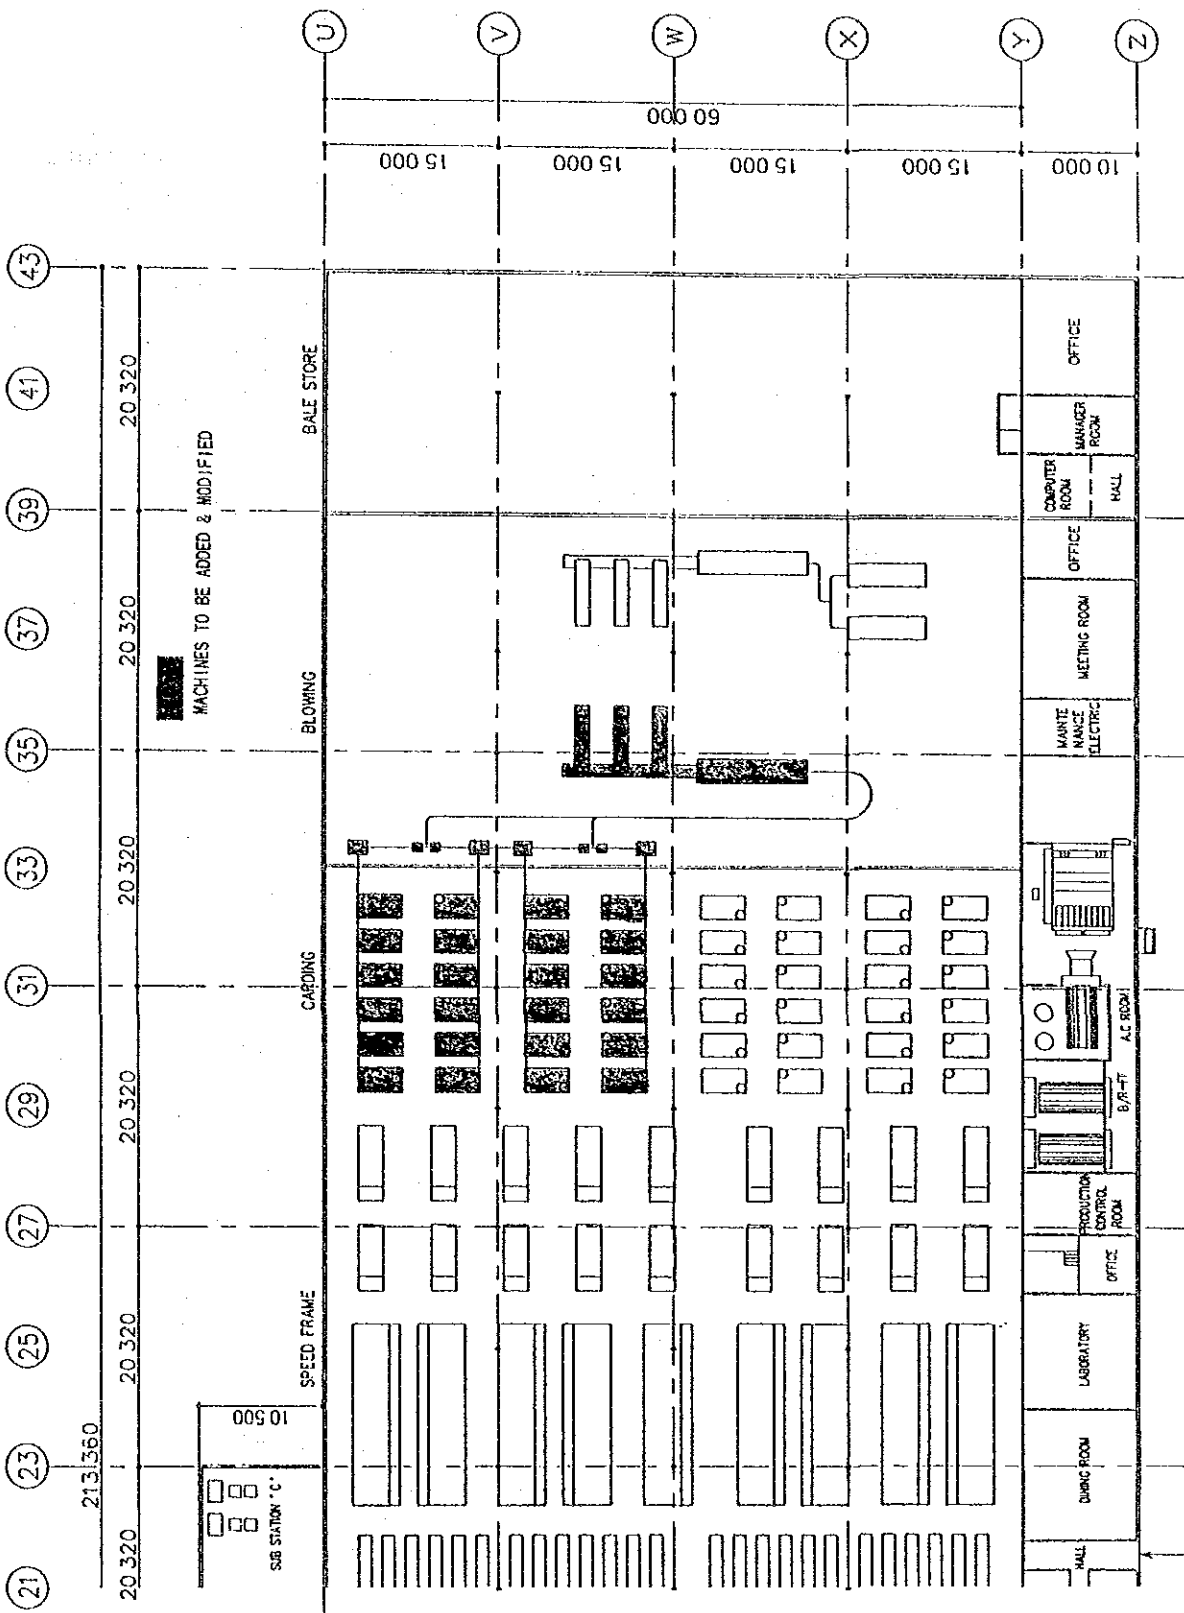 U
V
W
X
Y
Z
60 000
15 000
15 000
15 000
15 000
10 000
43
41
39
37
35
33
31
29
27
25
23
21
213 360
20 320
20 320
20 320
20 320
20 320
20 320
MACHINES TO BE ADDED & MODIFIED
BALE STORE
BLOWING
CARDING
SPEED FRAME
10 500
SUB STATION "C"
OFFICE
MANAGER
ROOM
COMPUTER
ROOM
HALL
OFFICE
MEETING ROOM
MAINTE
NANCE
ELECTRIC
A.C ROOM
B/R-FT
PRODUCTION
CONTROL
ROOM
OFFICE
LABORATORY
DINING ROOM
HALL